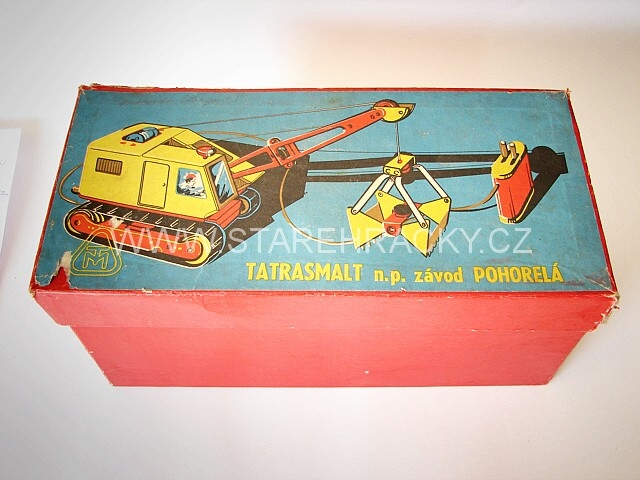 WWW.STAREHRACKY.CZ
TATRASMALT n.p. závod POHORELÁ